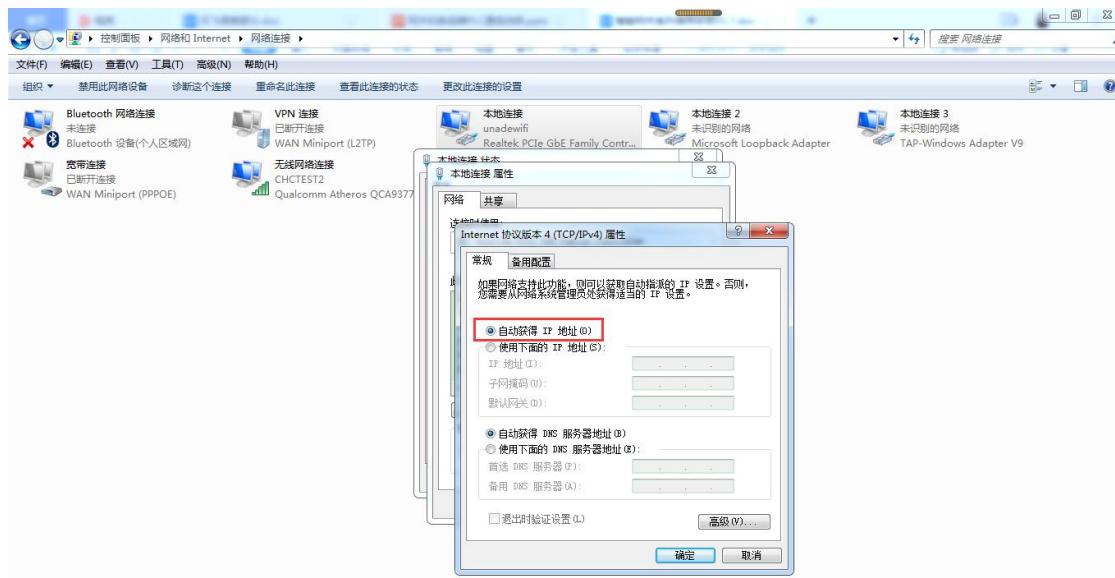 控制面板 ▸ 网络和 Internet ▸ 网络连接 ▸
搜索 网络连接
文件(F) 编辑(E) 查看(V) 工具(T) 高级(N) 帮助(H)
组织 ▾ 禁用此网络设备 诊断这个连接 重命名此连接 查看此连接的状态 更改此连接的设置
Bluetooth 网络连接
未连接
Bluetooth 设备(个人区域网)
VPN 连接
已断开连接
WAN Miniport (L2TP)
本地连接
unadewifi
Realtek PCIe GbE Family Contr...
本地连接 2
未识别的网络
Microsoft Loopback Adapter
本地连接 3
未识别的网络
TAP-Windows Adapter V9
宽带连接
已断开连接
WAN Miniport (PPPOE)
无线网络连接
CHCTEST2
Qualcomm Atheros QCA9377
本地连接 状态
本地连接 属性
网络 共享
连接时使用:
Internet 协议版本 4 (TCP/IPv4) 属性
常规 备用配置
如果网络支持此功能，则可以获取自动指派的 IP 设置。否则，
您需要从网络系统管理员处获得适当的 IP 设置。
自动获得 IP 地址(O)
使用下面的 IP 地址(S):
IP 地址(I):
子网掩码(U):
默认网关(D):
自动获得 DNS 服务器地址(B)
使用下面的 DNS 服务器地址(E):
首选 DNS 服务器(P):
备用 DNS 服务器(A):
退出时验证设置(L)
高级(V)...
确定 取消